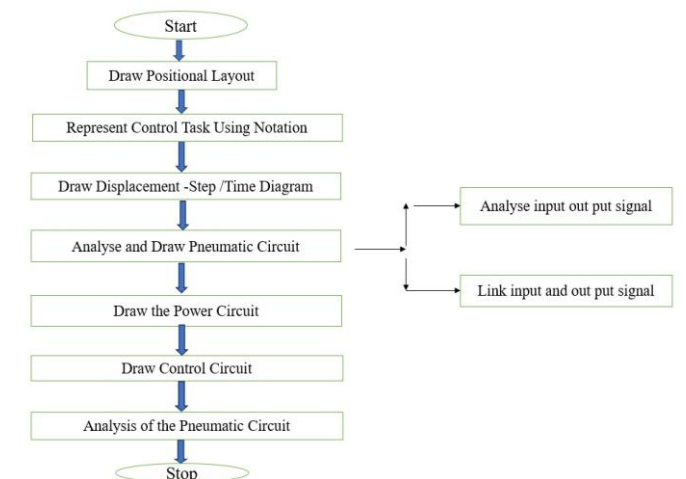 Start
Draw Positional Layout
Represent Control Task Using Notation
Draw Displacement -Step /Time Diagram
Analyse and Draw Pneumatic Circuit
Analyse input out put signal
Link input and out put signal
Draw the Power Circuit
Draw Control Circuit
Analysis of the Pneumatic Circuit
Stop